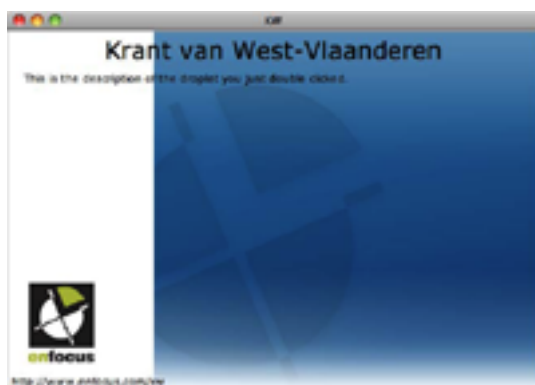 Krant van West-Vlaanderen
This is the description of the droplet you just double clicked.
enfocus